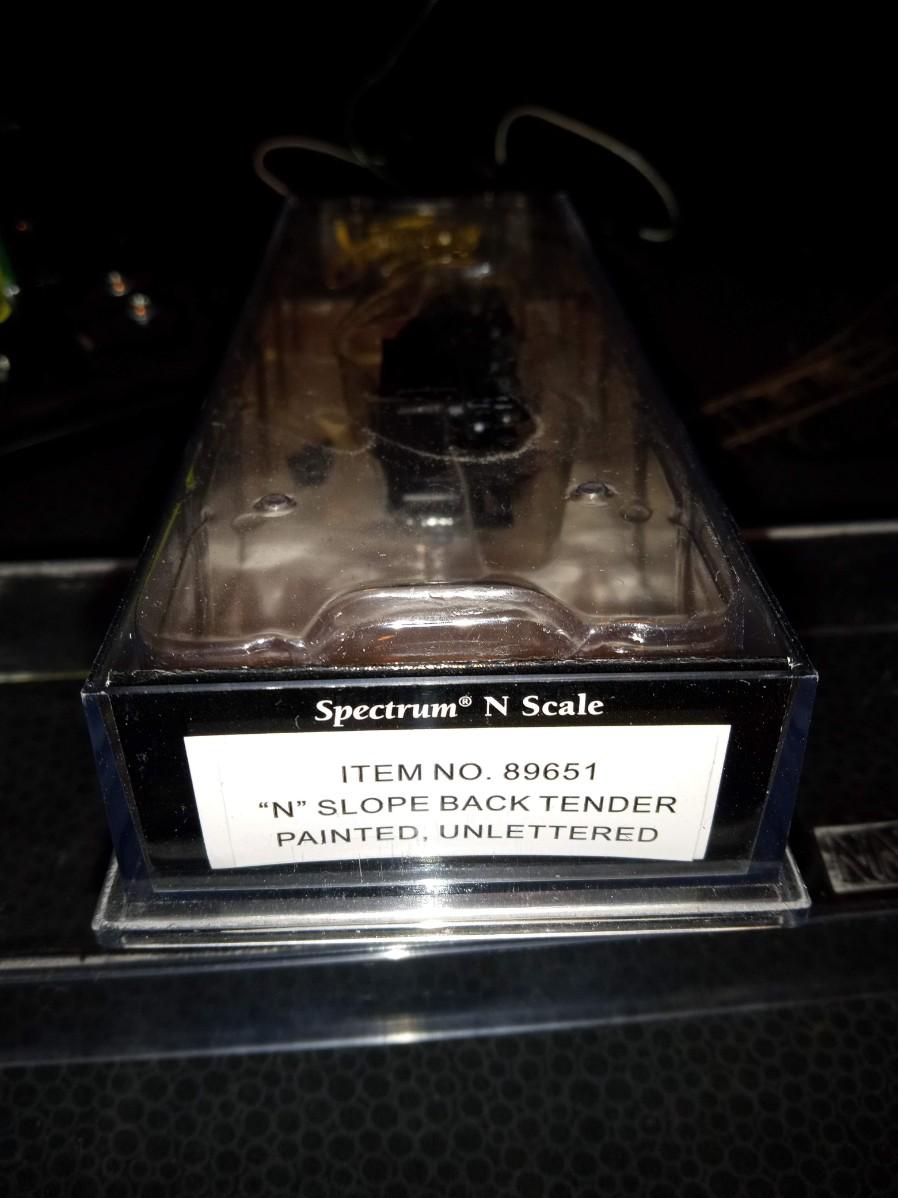 Spectrum® N Scale
ITEM NO. 89651
“N” SLOPE BACK TENDER
PAINTED, UNLETTERED